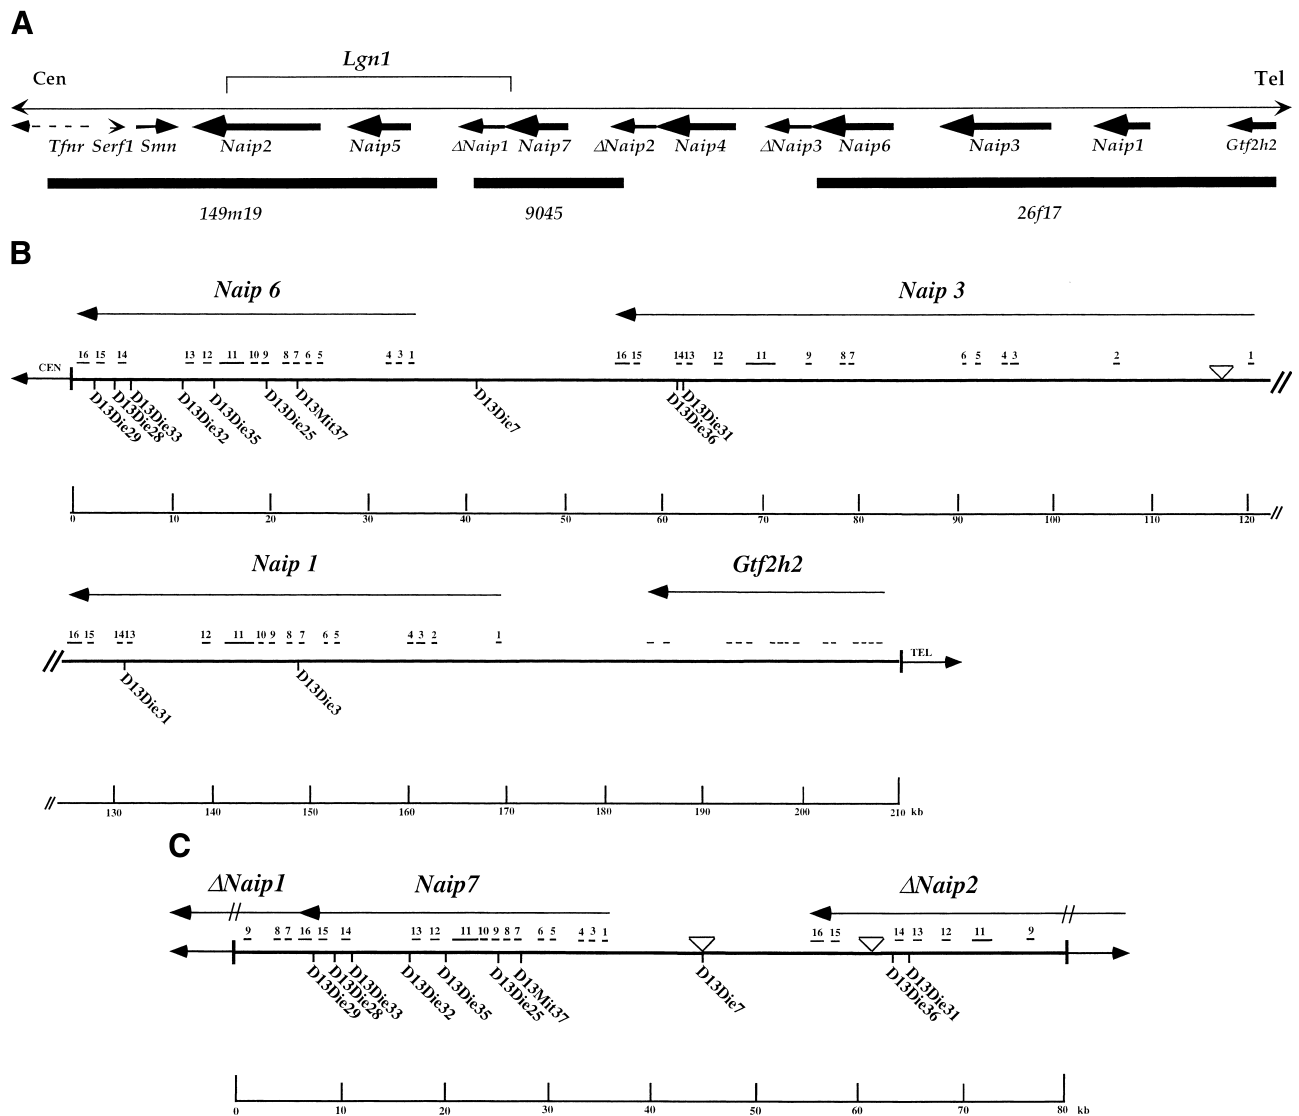 A
Lgn1
Cen Tel
Tfnr Serf1 Smn Naip2 Naip5 ΔNaip1 Naip7 ΔNaip2 Naip4 ΔNaip3 Naip6 Naip3 Naip1 Gtf2h2
149m19 9045 26f17
B
Naip 6 Naip 3
16 15 14 13 12 11 10 9 8 7 6 5 4 3 1 16 15 14 13 12 11 9 8 7 6 5 4 3 2 1
CEN
D13Die29 D13Die28 D13Die33 D13Die32 D13Die35 D13Die25 D13Mit37 D13Die7 D13Die36 D13Die31
0 10 20 30 40 50 60 70 80 90 100 110 120
Naip 1 Gtf2h2
16 15 14 13 12 11 10 9 8 7 6 5 4 3 2 1
TEL
D13Die31 D13Die3
130 140 150 160 170 180 190 200 210 kb
C
ΔNaip1 Naip7 ΔNaip2
9 8 7 16 15 14 13 12 11 10 9 8 7 6 5 4 3 1 16 15 14 13 12 11 9
D13Die29 D13Die28 D13Die33 D13Die32 D13Die35 D13Die25 D13Mit37 D13Die7 D13Die36 D13Die31
0 10 20 30 40 50 60 70 80 kb